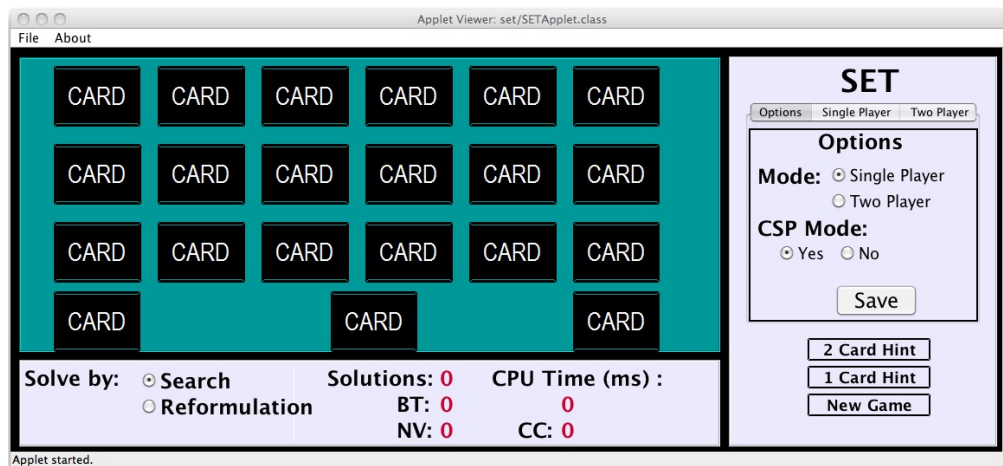 Applet Viewer: set/SETApplet.class
File About
CARD CARD CARD CARD CARD CARD
CARD CARD CARD CARD CARD CARD
CARD CARD CARD CARD CARD CARD
CARD CARD CARD
SET
Options Single Player Two Player
Options
Mode: Single Player
Two Player
CSP Mode:
Yes No
Save
2 Card Hint
1 Card Hint
New Game
Solve by: Search
Reformulation
Solutions: 0 CPU Time (ms) :
BT: 0 0
NV: 0 CC: 0
Applet started.